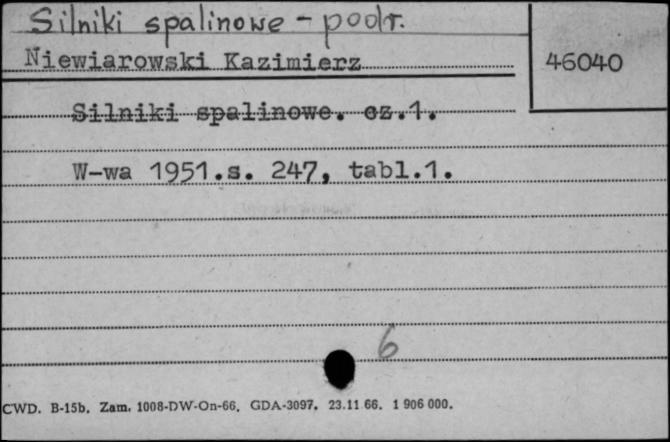 Silniki spalinowe - podr.
Niewiarowski Kazimierz
46040
Silniki spalinowe. cz.1.
W-wa 1951.s. 247, tabl.1.
6
CWD. B-15b. Zam. 1008-DW-On-66. GDA-3097. 23.11 66. 1 906 000.